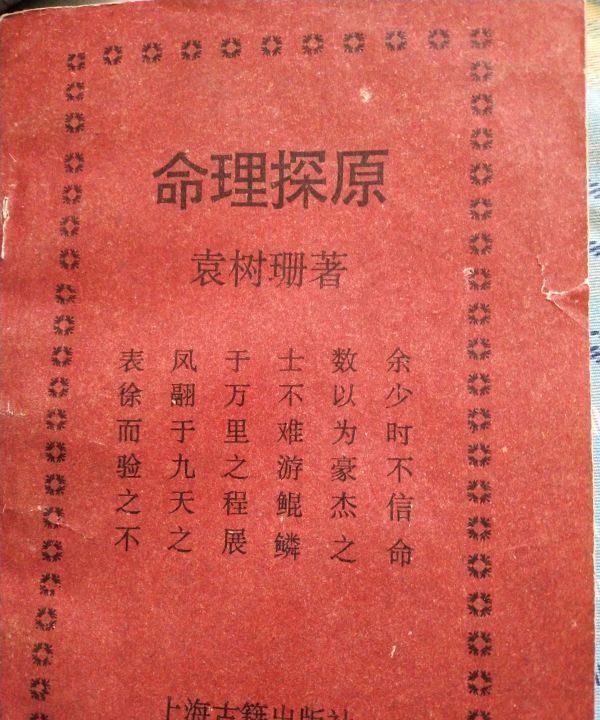 命理探原
袁树珊著
余少时不信命
数以为豪杰之
士不难游鲲鳞
于万里之程展
凤翮于九天之
表徐而验之不
上海古籍出版社